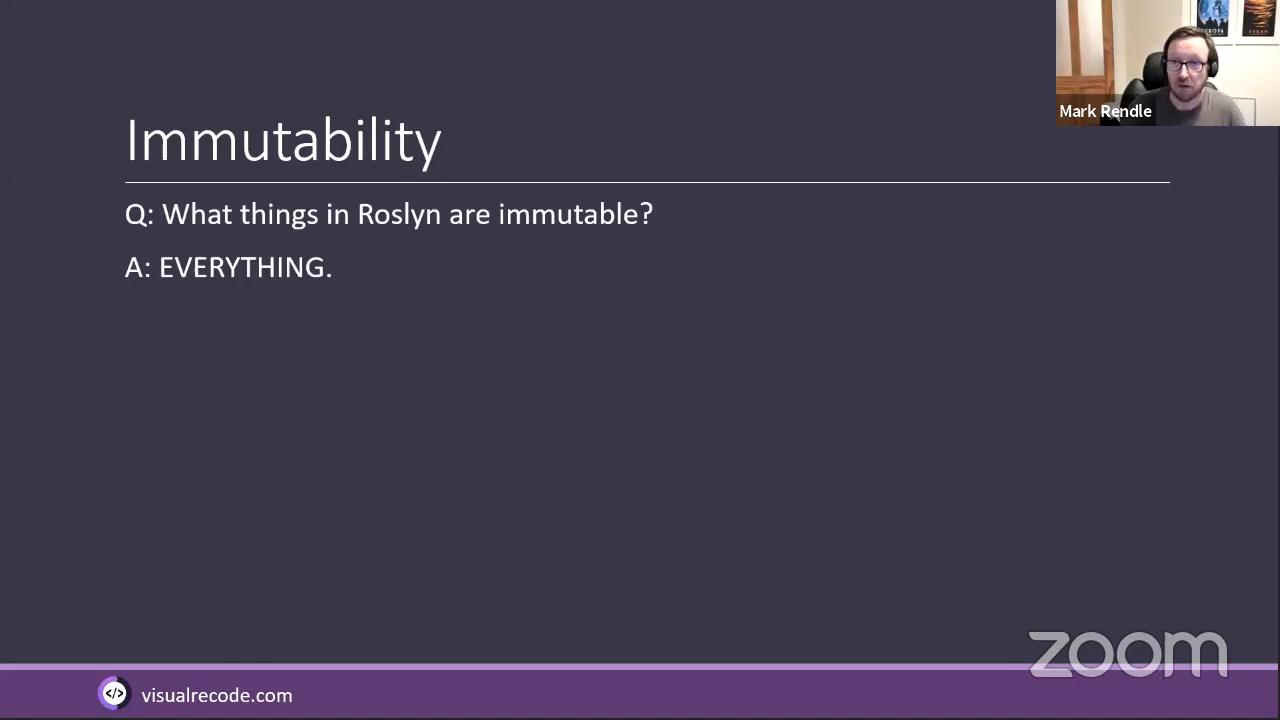 Immutability
Q: What things in Roslyn are immutable?
A: EVERYTHING.
Mark Rendle
zoom
</> visualrecode.com